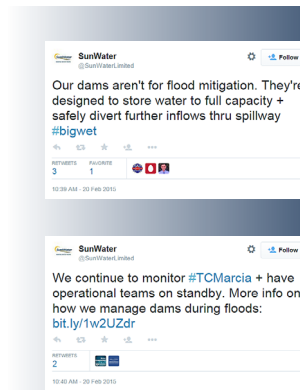 SunWater
@SunWaterLimited
Follow
Our dams aren't for flood mitigation. They're
designed to store water to full capacity +
safely divert further inflows thru spillway
#bigwet
RETWEETS FAVORITE
3 1
10:39 AM - 20 Feb 2015
SunWater
@SunWaterLimited
Follow
We continue to monitor #TCMarcia + have
operational teams on standby. More info on
how we manage dams during floods:
bit.ly/1w2UZdr
RETWEETS
2
10:40 AM - 20 Feb 2015